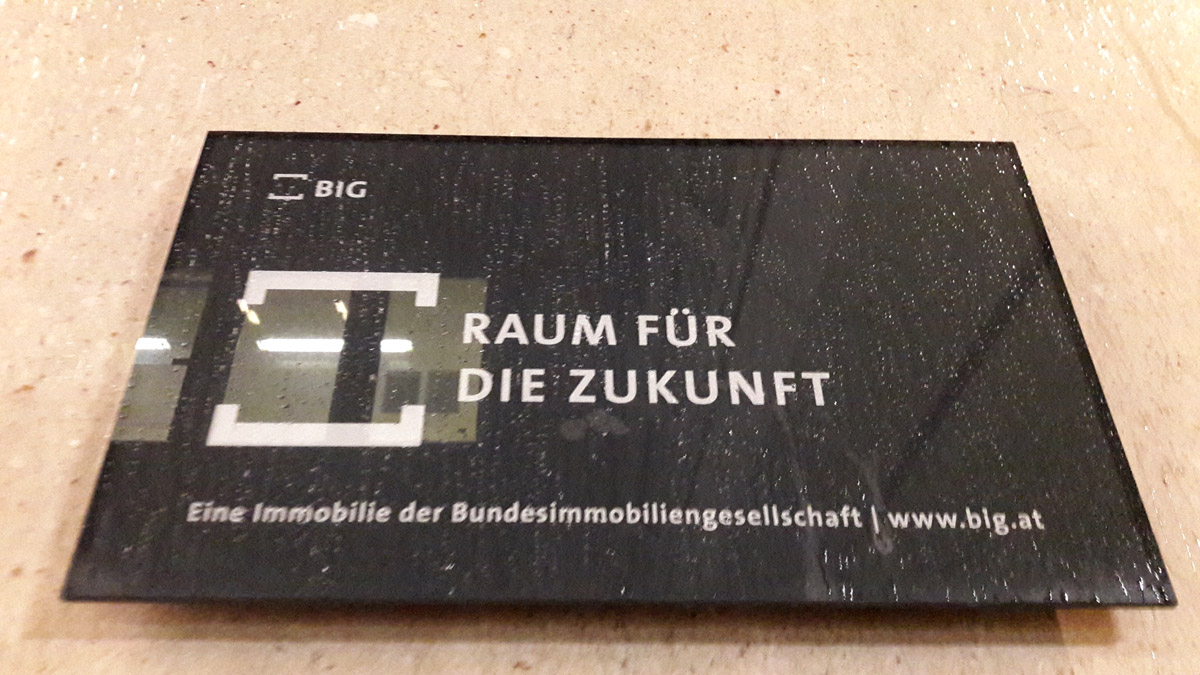 BIG
RAUM FÜR
DIE ZUKUNFT
Eine Immobilie der Bundesimmobiliengesellschaft | www.big.at